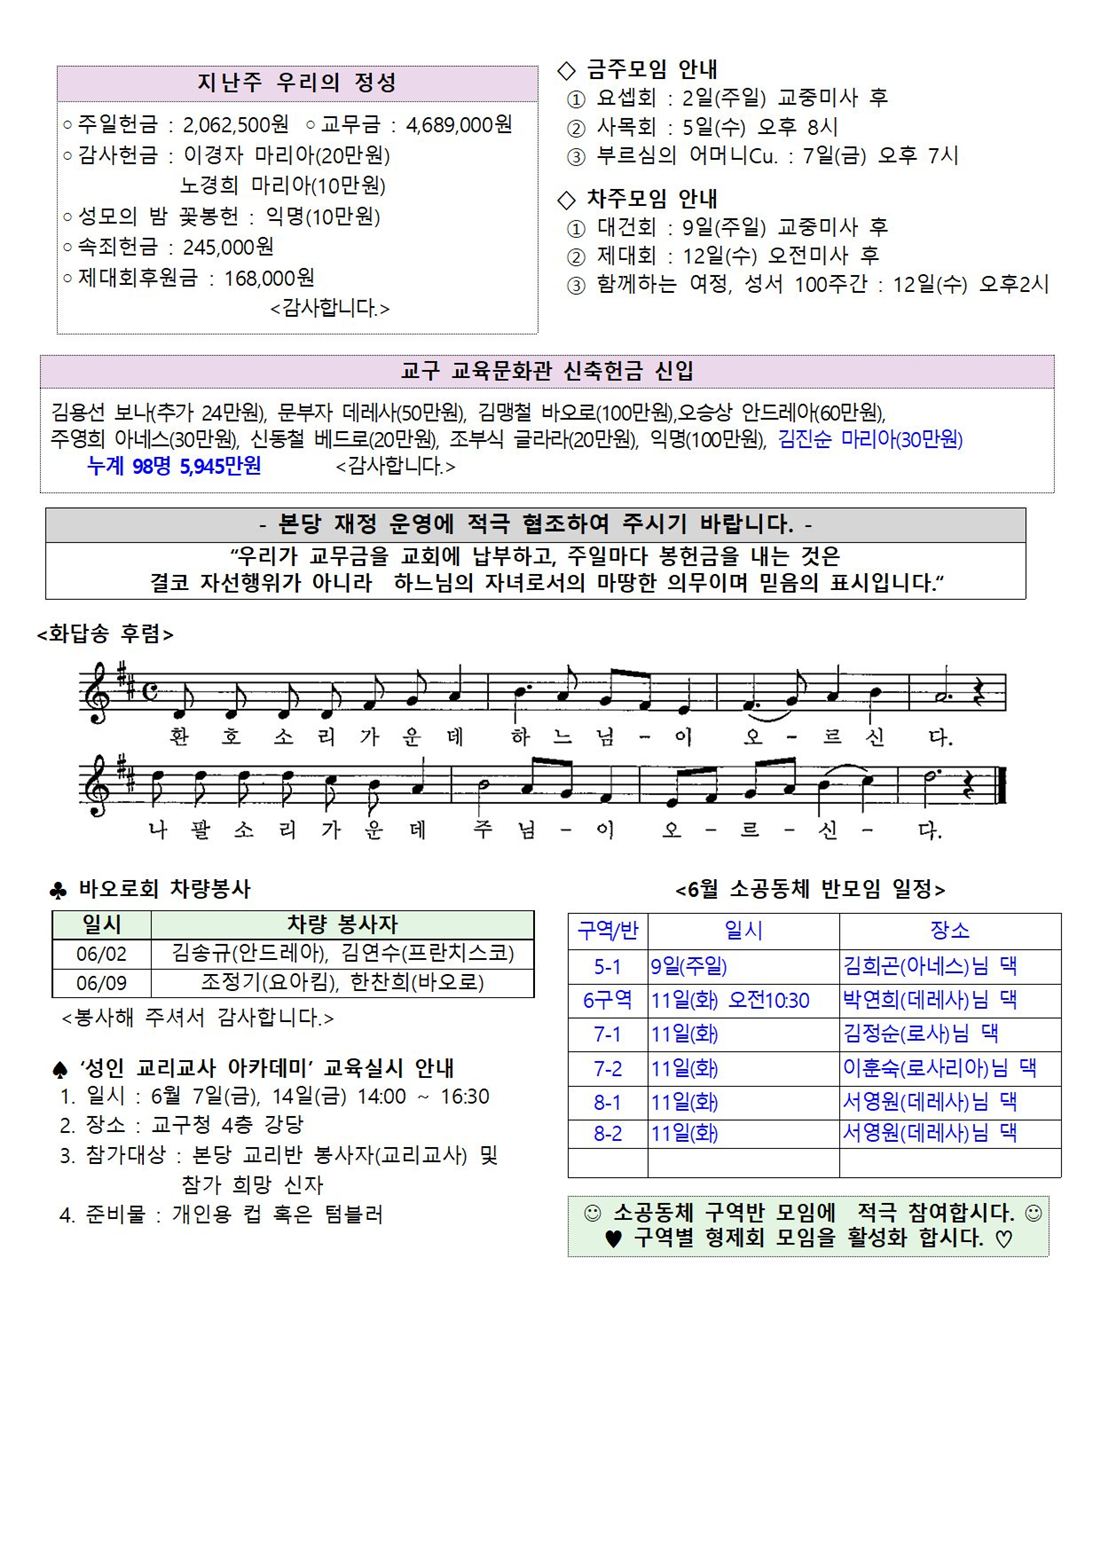 지난주 우리의 정성
○ 주일헌금 : 2,062,500원 ○ 교무금 : 4,689,000원
○ 감사헌금 : 이경자 마리아(20만원)
노경희 마리아(10만원)
○ 성모의 밤 꽃봉헌 : 익명(10만원)
○ 속죄헌금 : 245,000원
○ 제대회후원금 : 168,000원
<감사합니다.>
◇ 금주모임 안내
① 요셉회 : 2일(주일) 교중미사 후
② 사목회 : 5일(수) 오후 8시
③ 부르심의 어머니Cu. : 7일(금) 오후 7시
◇ 차주모임 안내
① 대건회 : 9일(주일) 교중미사 후
② 제대회 : 12일(수) 오전미사 후
③ 함께하는 여정, 성서 100주간 : 12일(수) 오후2시
교구 교육문화관 신축헌금 신입
김용선 보나(추가 24만원), 문부자 데레사(50만원), 김맹철 바오로(100만원),오승상 안드레아(60만원),
주영희 아네스(30만원), 신동철 베드로(20만원), 조부식 글라라(20만원), 익명(100만원), 김진순 마리아(30만원)
누계 98명 5,945만원 <감사합니다.>
- 본당 재정 운영에 적극 협조하여 주시기 바랍니다. -
“우리가 교무금을 교회에 납부하고, 주일마다 봉헌금을 내는 것은
결코 자선행위가 아니라 하느님의 자녀로서의 마땅한 의무이며 믿음의 표시입니다.“
<화답송 후렴>
환 호 소 리 가 운 데 하 느 님 - 이 오 - 르 신 다.
나 팔 소 리 가 운 데 주 님 - 이 오 - 르 - 신 - 다.
♣ 바오로회 차량봉사
일시 차량 봉사자
06/02 김송규(안드레아), 김연수(프란치스코)
06/09 조정기(요아킴), 한찬희(바오로)
<봉사해 주셔서 감사합니다.>
♠ ‘성인 교리교사 아카데미’ 교육실시 안내
1. 일시 : 6월 7일(금), 14일(금) 14:00 ~ 16:30
2. 장소 : 교구청 4층 강당
3. 참가대상 : 본당 교리반 봉사자(교리교사) 및
참가 희망 신자
4. 준비물 : 개인용 컵 혹은 텀블러
<6월 소공동체 반모임 일정>
구역/반 일시 장소
5-1 9일(주일) 김희곤(아네스)님 댁
6구역 11일(화) 오전10:30 박연희(데레사)님 댁
7-1 11일(화) 김정순(로사)님 댁
7-2 11일(화) 이훈숙(로사리아)님 댁
8-1 11일(화) 서영원(데레사)님 댁
8-2 11일(화) 서영원(데레사)님 댁
☺ 소공동체 구역반 모임에 적극 참여합시다. ☺
♥ 구역별 형제회 모임을 활성화 합시다. ♡